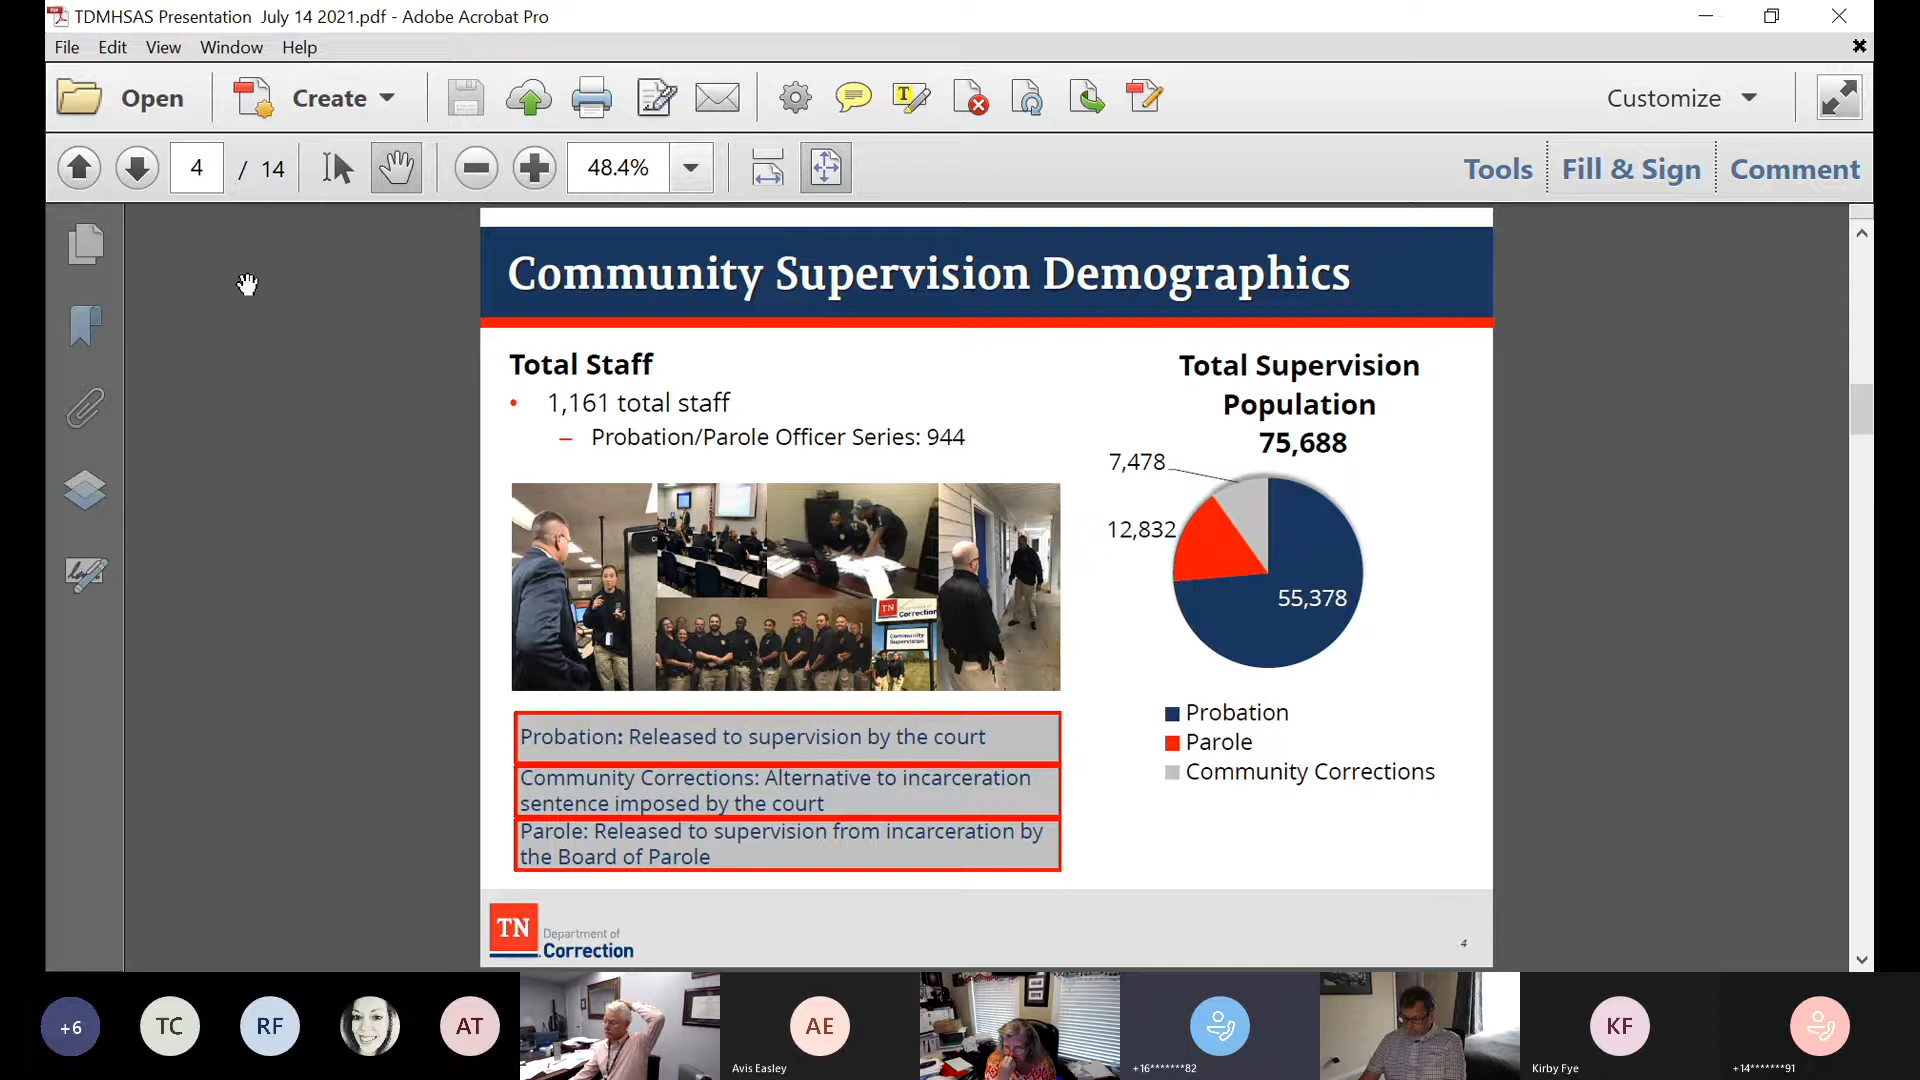 TDMHSAS Presentation  July 14 2021.pdf - Adobe Acrobat Pro
File Edit View Window Help
Open Create Customize
4 / 14 48.4% Tools Fill & Sign Comment
Community Supervision Demographics
Total Staff
• 1,161 total staff
– Probation/Parole Officer Series: 944
Total Supervision
Population
75,688
7,478
12,832
55,378
Probation
Parole
Community Corrections
TN
Correction
Community
Supervision
Probation: Released to supervision by the court
Community Corrections: Alternative to incarceration
sentence imposed by the court
Parole: Released to supervision from incarceration by
the Board of Parole
TN
Department of
Correction
4
+6 TC RF AT AE KF
Avis Easley
+16*******82
Kirby Fye
+14*******91